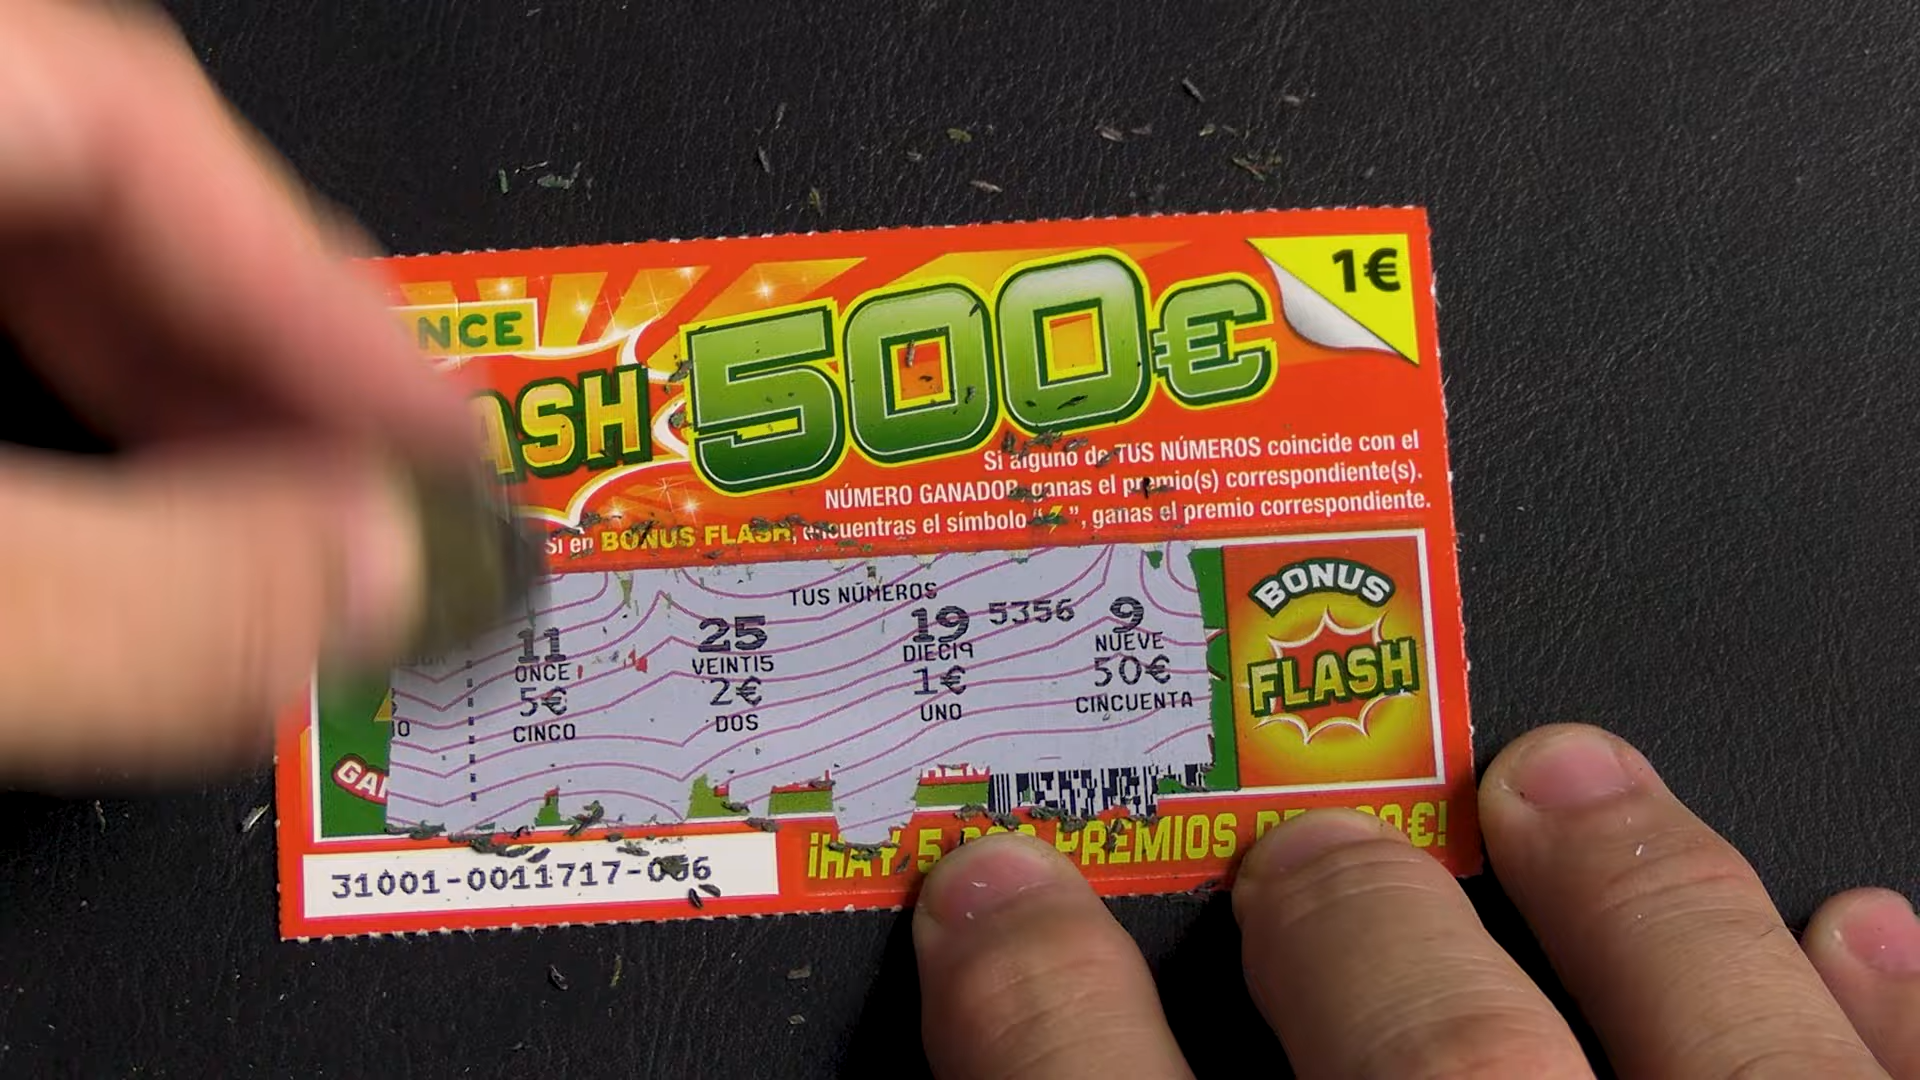 1€
NCE
ASH 500€
Si alguno de TUS NÚMEROS coincide con el
NÚMERO GANADOR, ganas el premio(s) correspondiente(s).
Si en BONUS FLASH, encuentras el símbolo " ", ganas el premio correspondiente.
TUS NÚMEROS
11 25 19 5356 9
ONCE VEINTI5 DIECI9 NUEVE
5€ 2€ 1€ 50€
CINCO DOS UNO CINCUENTA
BONUS
FLASH
GA
¡HAY 5 PREMIOS €!
31001-0011717-